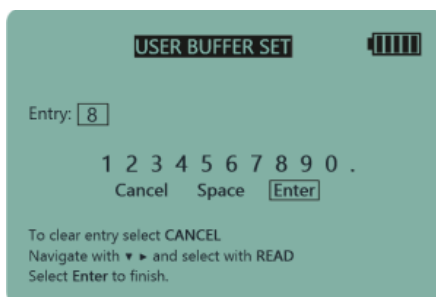 USER BUFFER SET
Entry: 8
1 2 3 4 5 6 7 8 9 0 .
Cancel Space Enter
To clear entry select CANCEL
Navigate with ▼ ► and select with READ
Select Enter to finish.